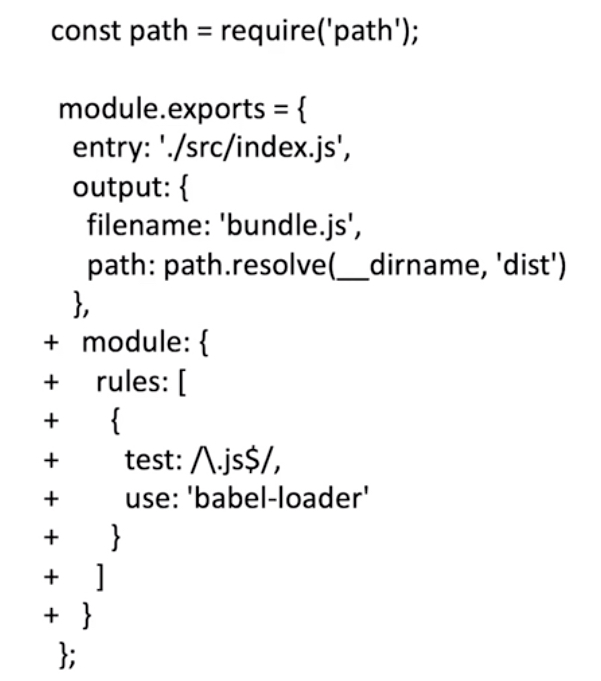 const path = require('path');
module.exports = {
entry: './src/index.js',
output: {
filename: 'bundle.js',
path: path.resolve(__dirname, 'dist')
},
+ module: {
+ rules: [
+ {
+ test: /\.js$/,
+ use: 'babel-loader'
+ }
+ ]
+ }
};